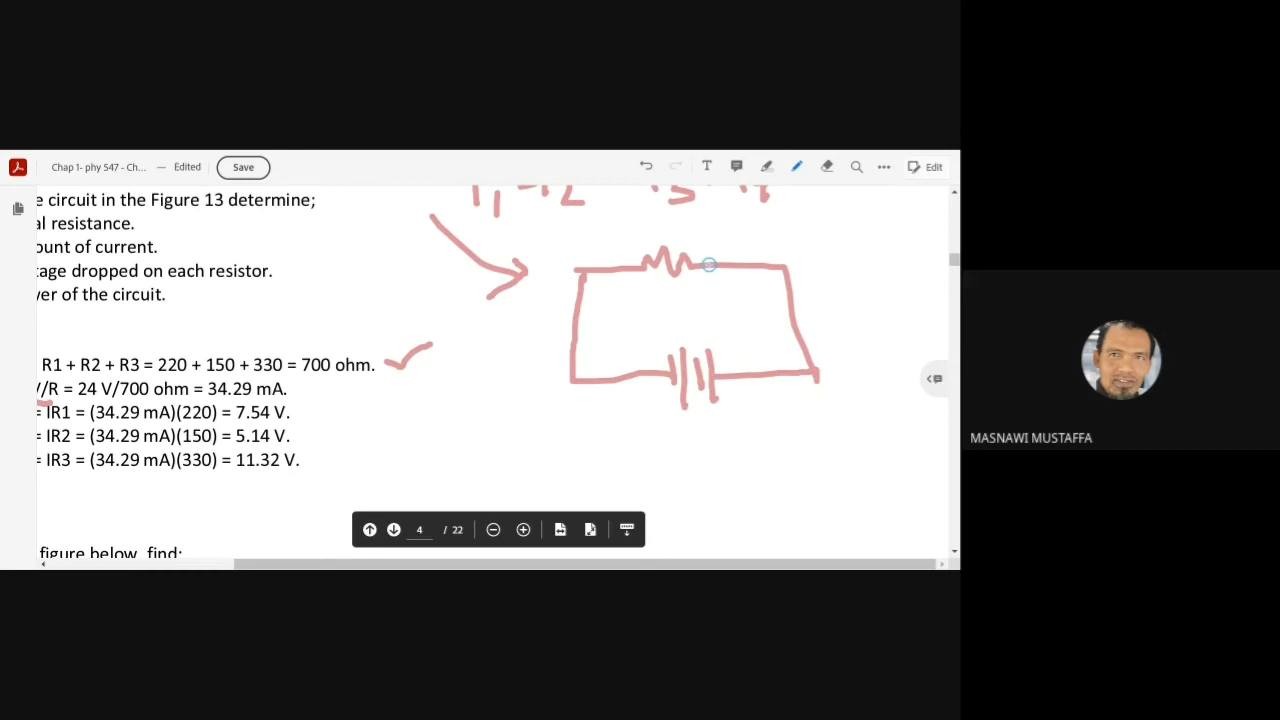 Chap 1- phy 547 - Ch... — Edited Save Edit
e circuit in the Figure 13 determine;
al resistance.
ount of current.
tage dropped on each resistor.
er of the circuit.
R1 + R2 + R3 = 220 + 150 + 330 = 700 ohm.
/R = 24 V/700 ohm = 34.29 mA.
= IR1 = (34.29 mA)(220) = 7.54 V.
= IR2 = (34.29 mA)(150) = 5.14 V.
= IR3 = (34.29 mA)(330) = 11.32 V.
MASNAWI MUSTAFFA
4 / 22
figure below, find: